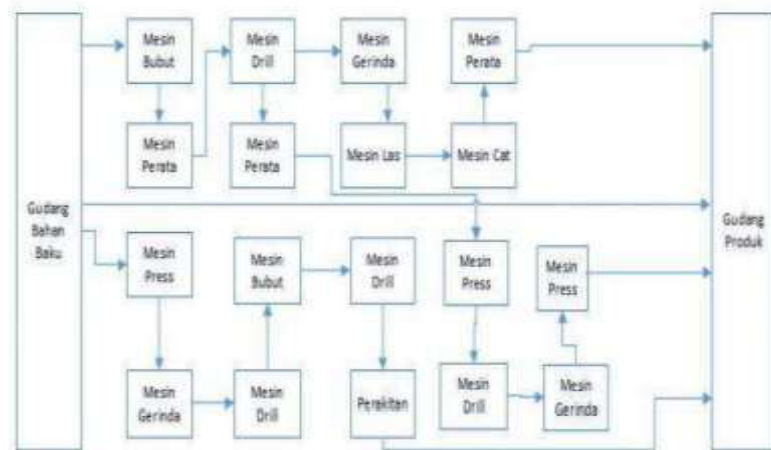 Mesin
Bubut
Mesin
Drill
Mesin
Gerinda
Mesin
Perata
Mesin
Perata
Mesin
Perata
Mesin Las
Mesin Cat
Gudang
Bahan
Baku
Gudang
Produk
Mesin
Press
Mesin
Bubut
Mesin
Drill
Mesin
Press
Mesin
Press
Mesin
Gerinda
Mesin
Drill
Perakitan
Mesin
Drill
Mesin
Gerinda